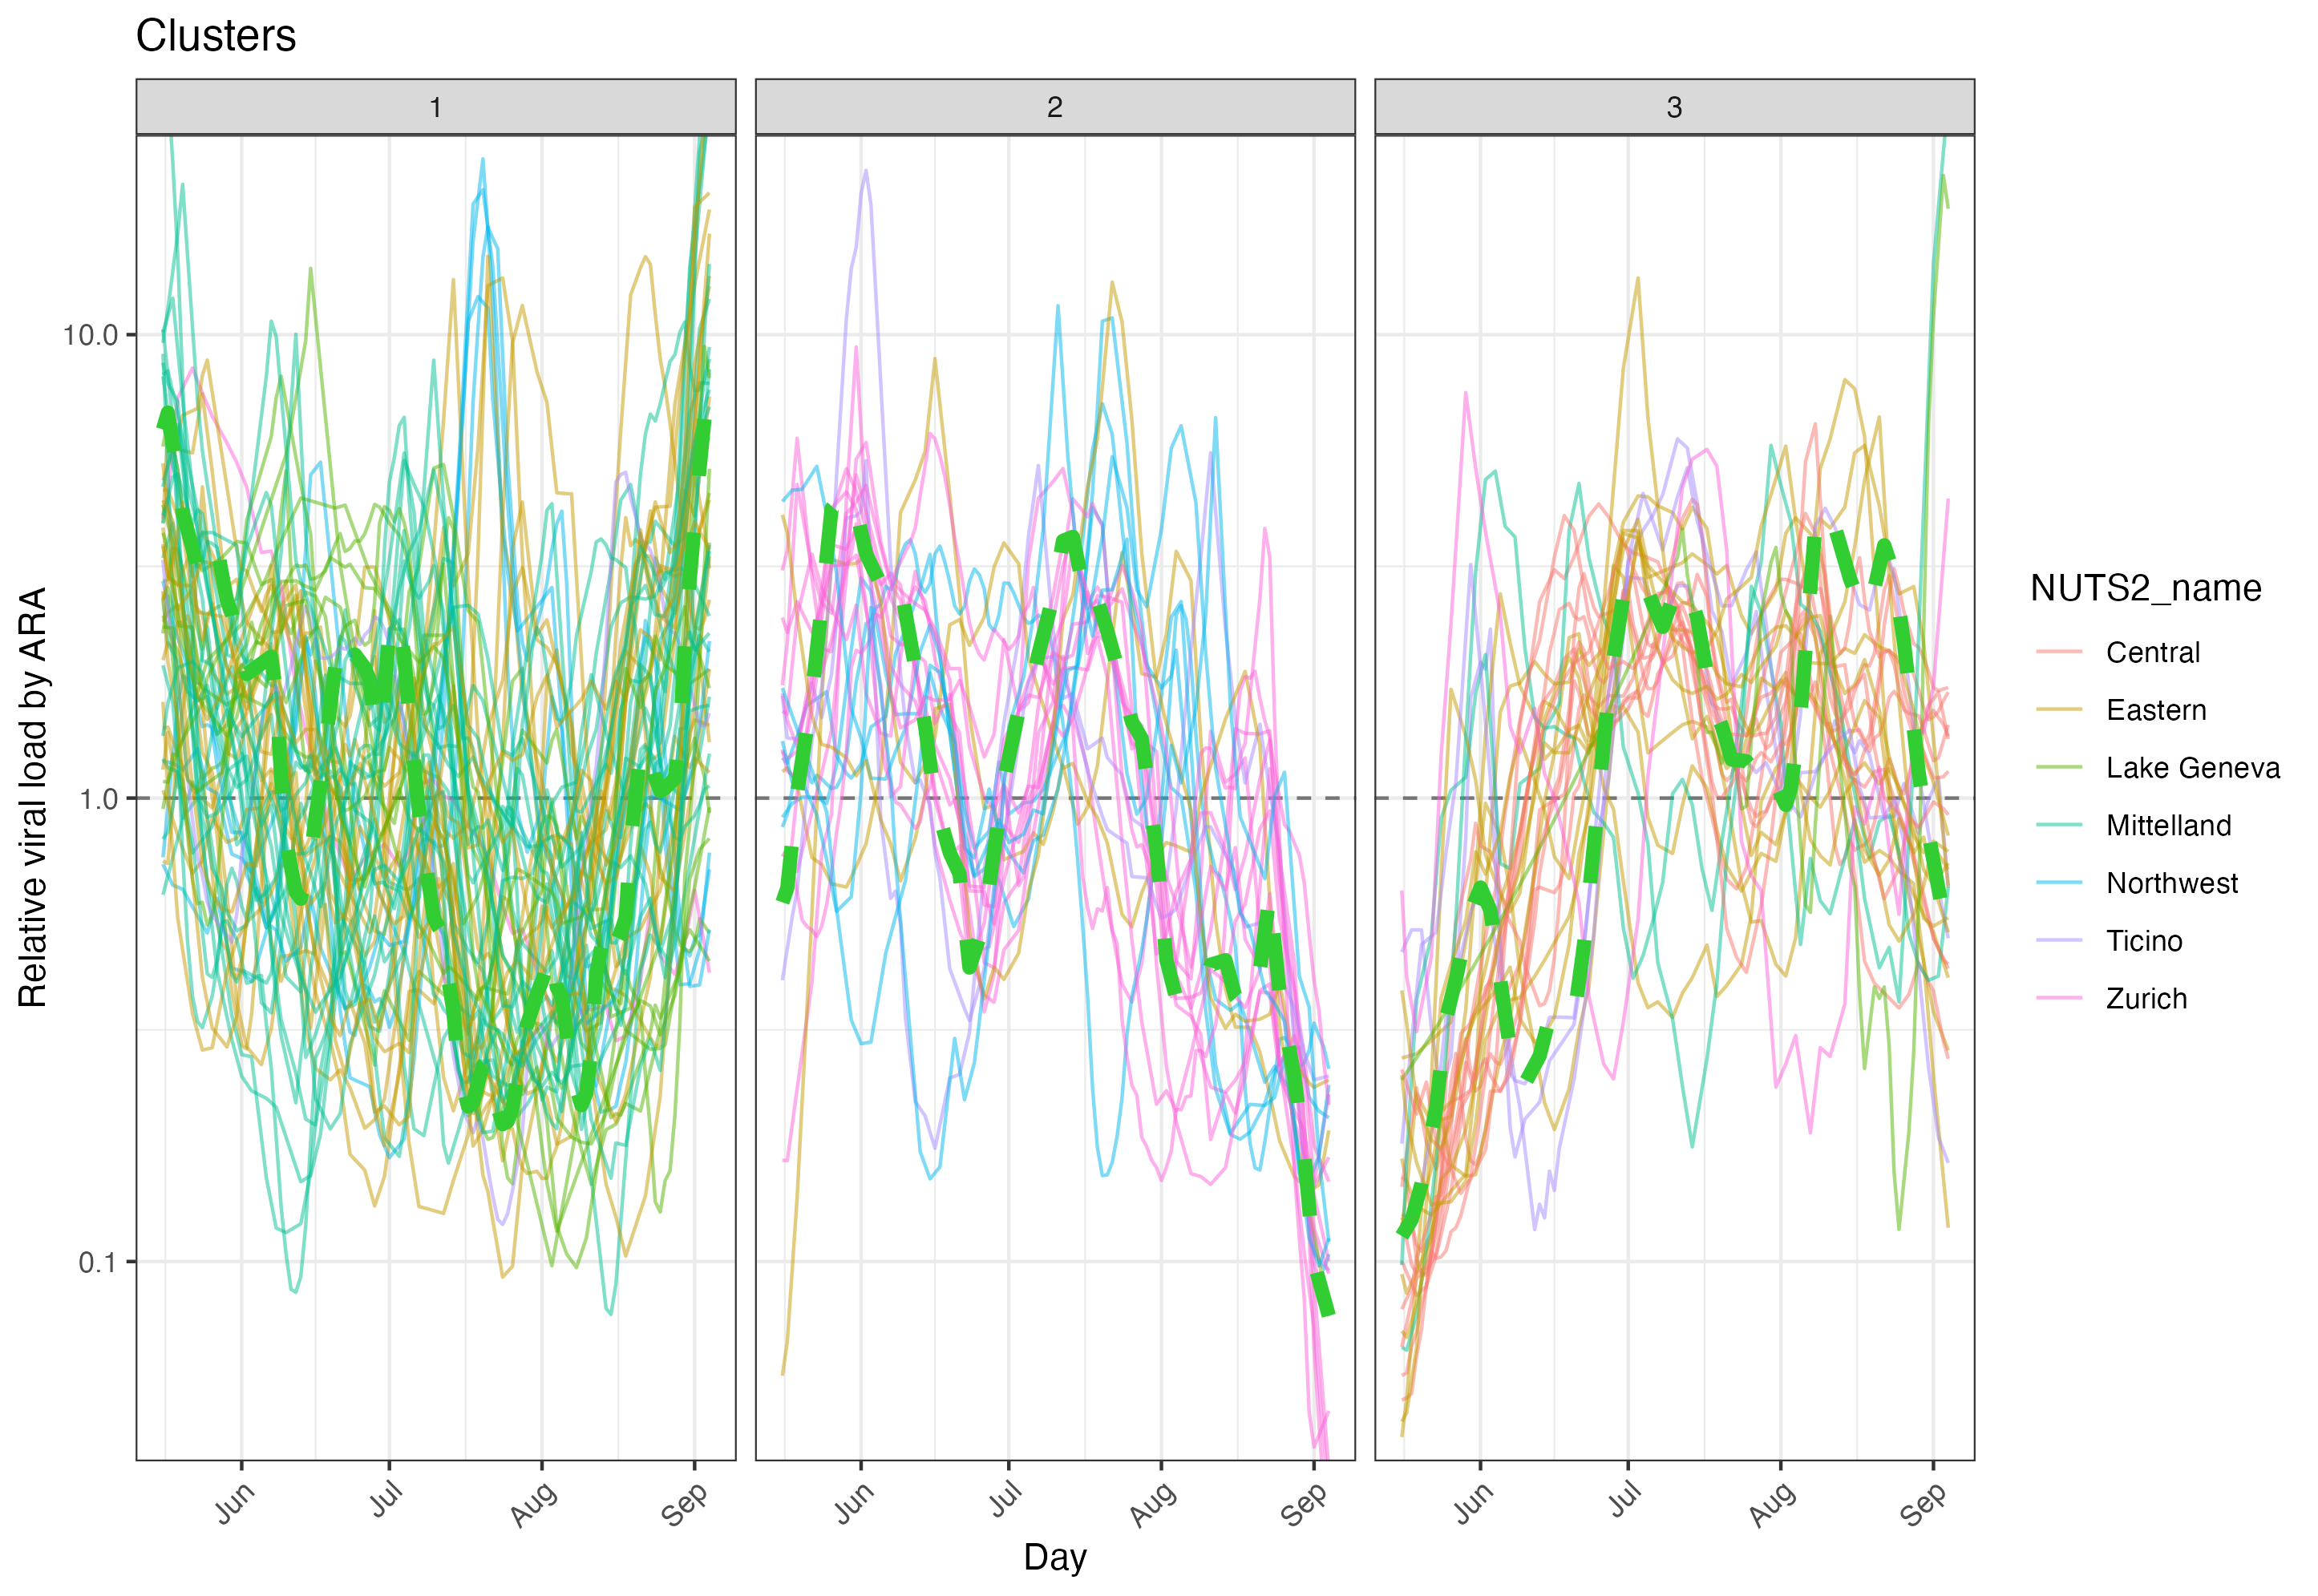 Clusters
1
2
3
Relative viral load by ARA
10.0
1.0
0.1
Jun
Jul
Aug
Sep
Jun
Jul
Aug
Sep
Jun
Jul
Aug
Sep
Day
NUTS2_name
Central
Eastern
Lake Geneva
Mittelland
Northwest
Ticino
Zurich